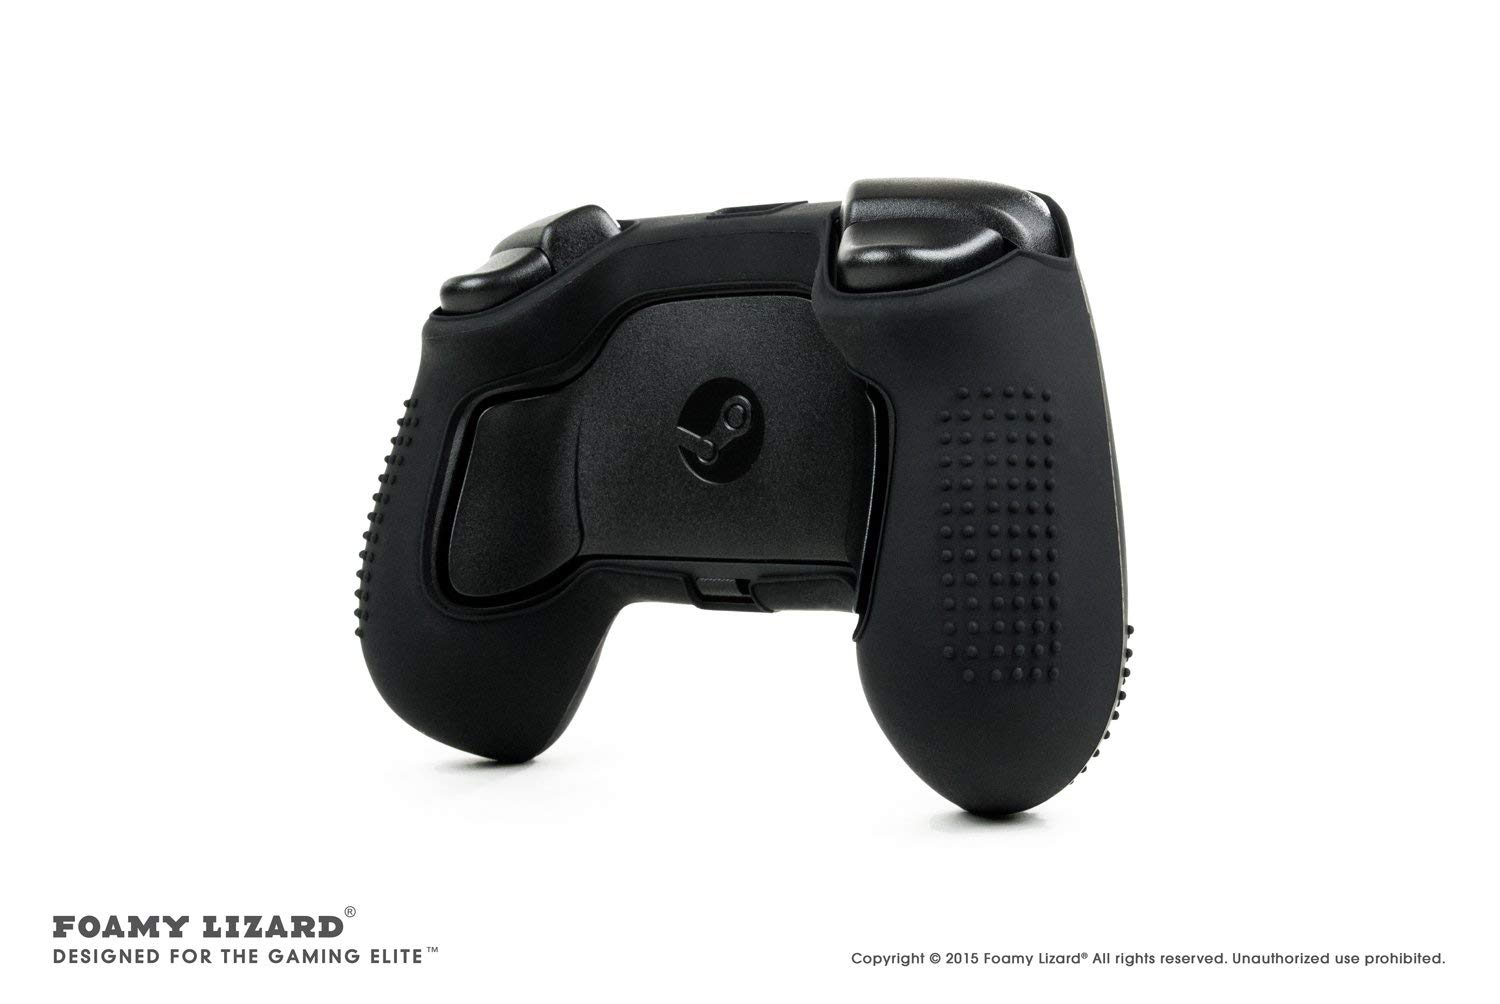 FOAMY LIZARD®
DESIGNED FOR THE GAMING ELITE™
Copyright © 2015 Foamy Lizard® All rights reserved. Unauthorized use prohibited.